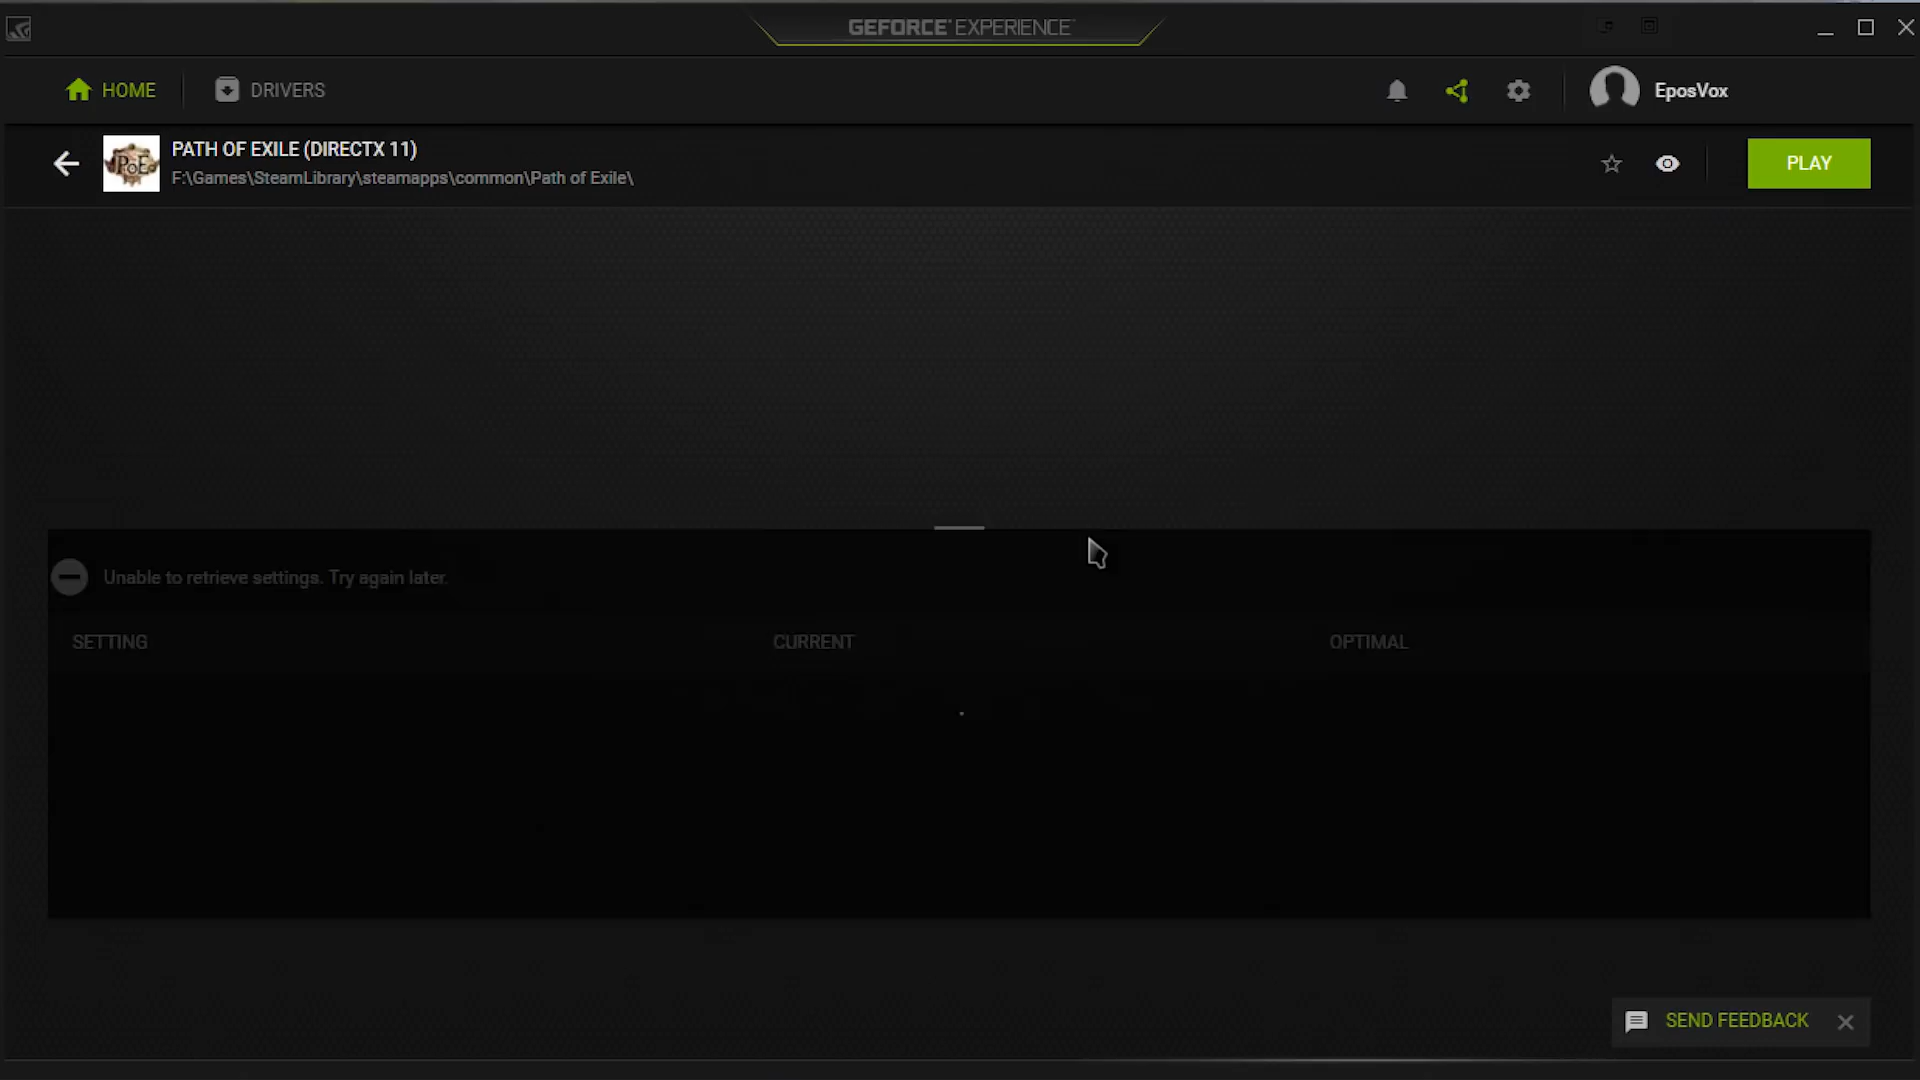 GEFORCE EXPERIENCE
HOME
DRIVERS
EposVox
PoE
PATH OF EXILE (DIRECTX 11)
F:\Games\SteamLibrary\steamapps\common\Path of Exile\
PLAY
Unable to retrieve settings. Try again later.
SETTING CURRENT OPTIMAL
SEND FEEDBACK